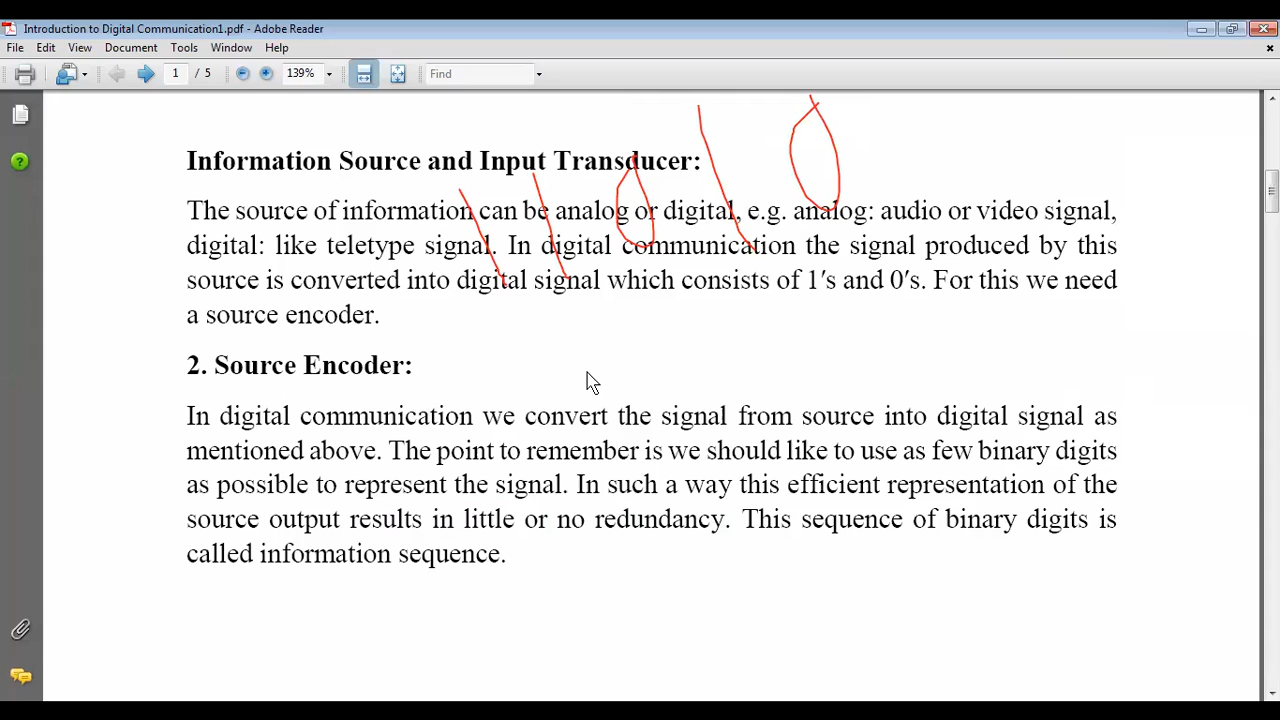 Introduction to Digital Communication1.pdf - Adobe Reader
File Edit View Document Tools Window Help
1 / 5 139% Find
1 1 0 1 0
Information Source and Input Transducer:
The source of information can be analog or digital, e.g. analog: audio or video signal,
digital: like teletype signal. In digital communication the signal produced by this
source is converted into digital signal which consists of 1′s and 0′s. For this we need
a source encoder.
2. Source Encoder:
In digital communication we convert the signal from source into digital signal as
mentioned above. The point to remember is we should like to use as few binary digits
as possible to represent the signal. In such a way this efficient representation of the
source output results in little or no redundancy. This sequence of binary digits is
called information sequence.